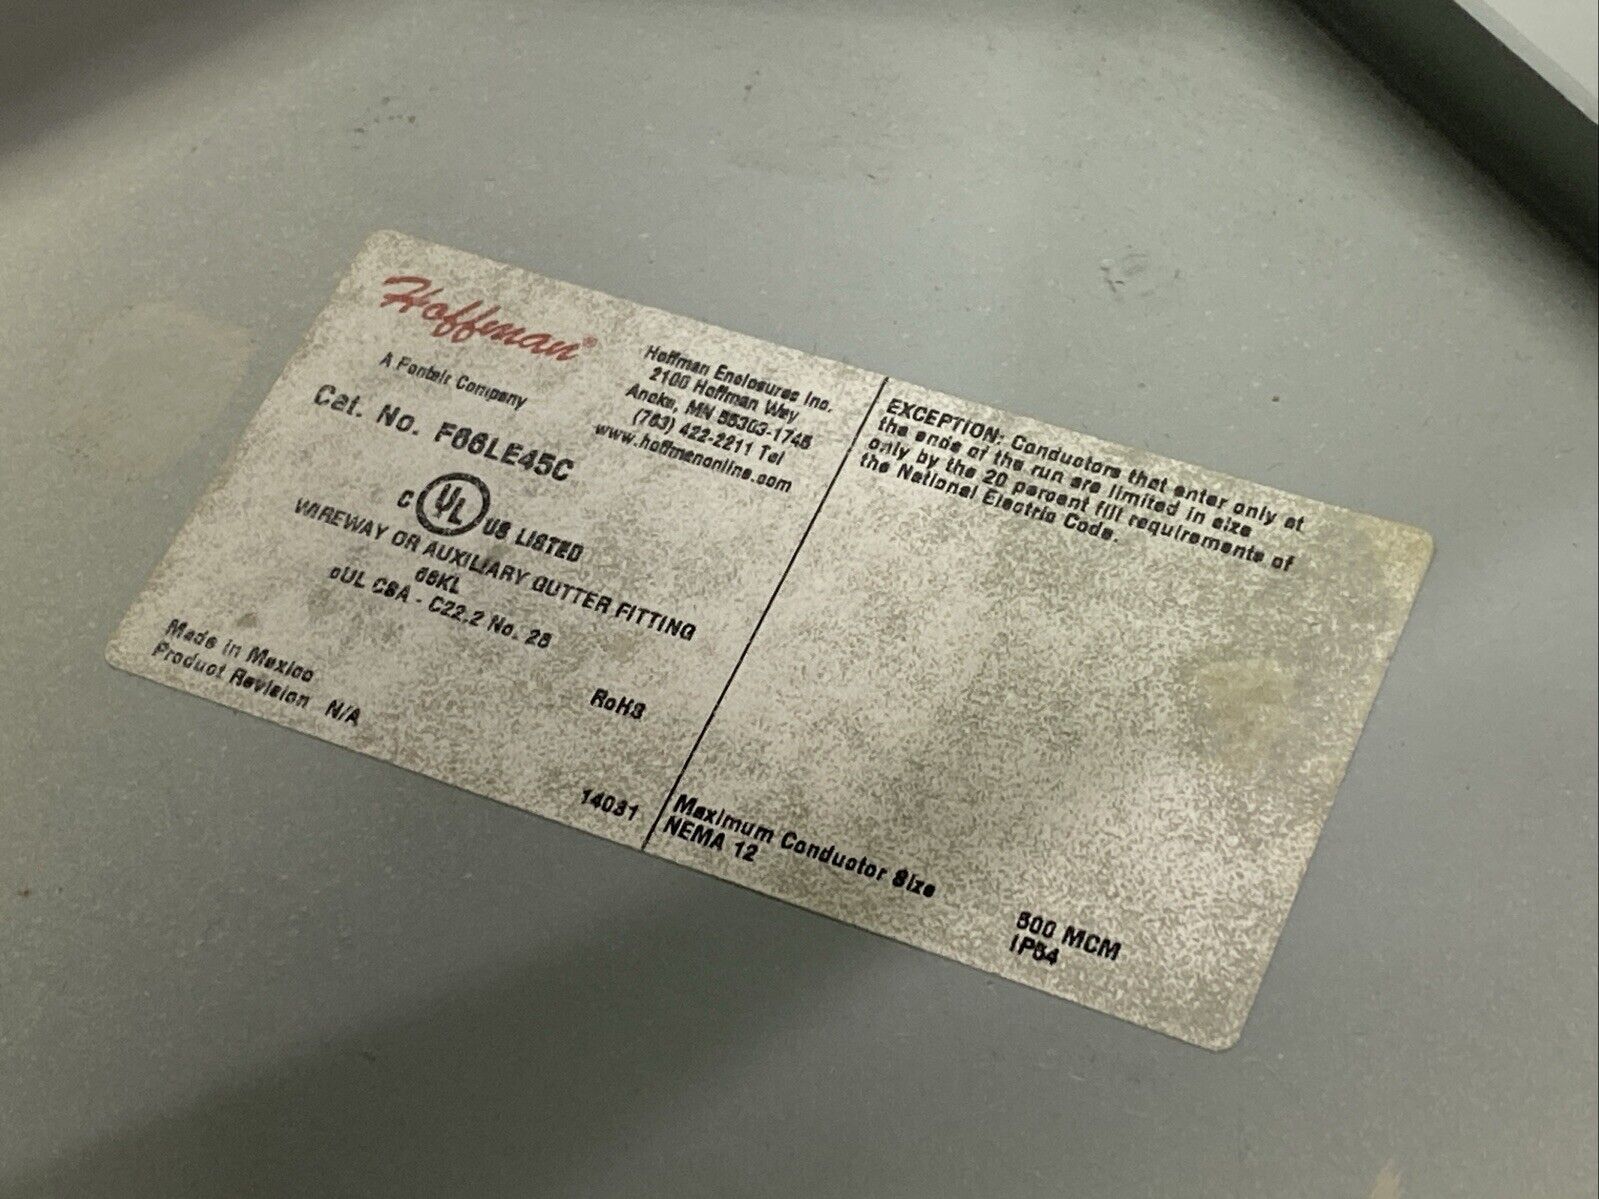 Hoffman®
A Pentair Company
Hoffman Enclosures Inc.
2100 Hoffman Way
Anoka, MN 55303-1745
(763) 422-2211 Tel
www.hoffmanonline.com
Cat. No. F66LE45C
C UL US LISTED
WIREWAY OR AUXILIARY GUTTER FITTING
66KL
cUL CSA - C22.2 No. 26
Made in Mexico
Product Revision N/A
RoHS
14031
EXCEPTION: Conductors that enter only at
the ends of the run are limited in size
only by the 20 percent fill requirements of
the National Electric Code.
Maximum Conductor Size 500 MCM
NEMA 12 IP54